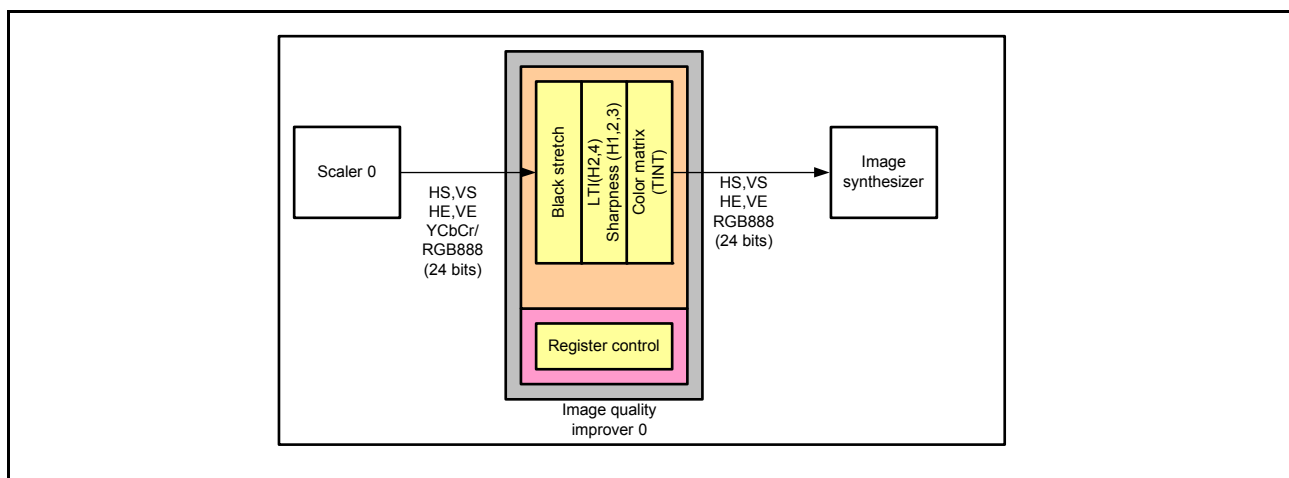 Scaler 0
HS,VS
HE,VE
YCbCr/
RGB888
(24 bits)
Black stretch
LTI(H2,4)
Sharpness (H1,2,3)
Color matrix
(TINT)
Register control
Image quality
improver 0
HS,VS
HE,VE
RGB888
(24 bits)
Image
synthesizer